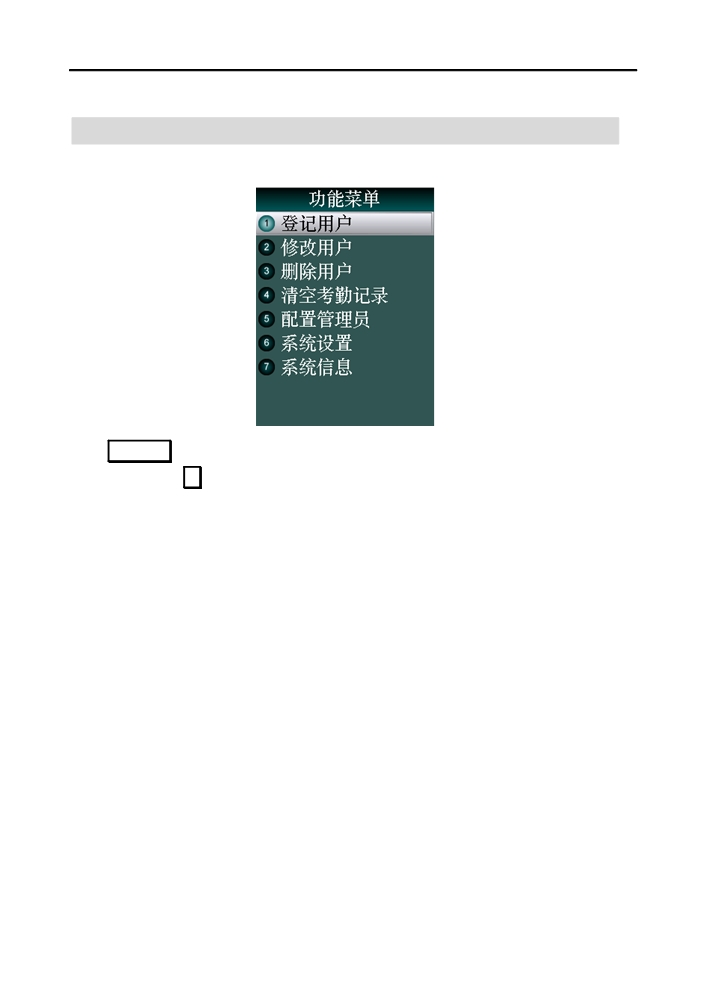 功能菜单
1 登记用户
2 修改用户
3 删除用户
4 清空考勤记录
5 配置管理员
6 系统设置
7 系统信息